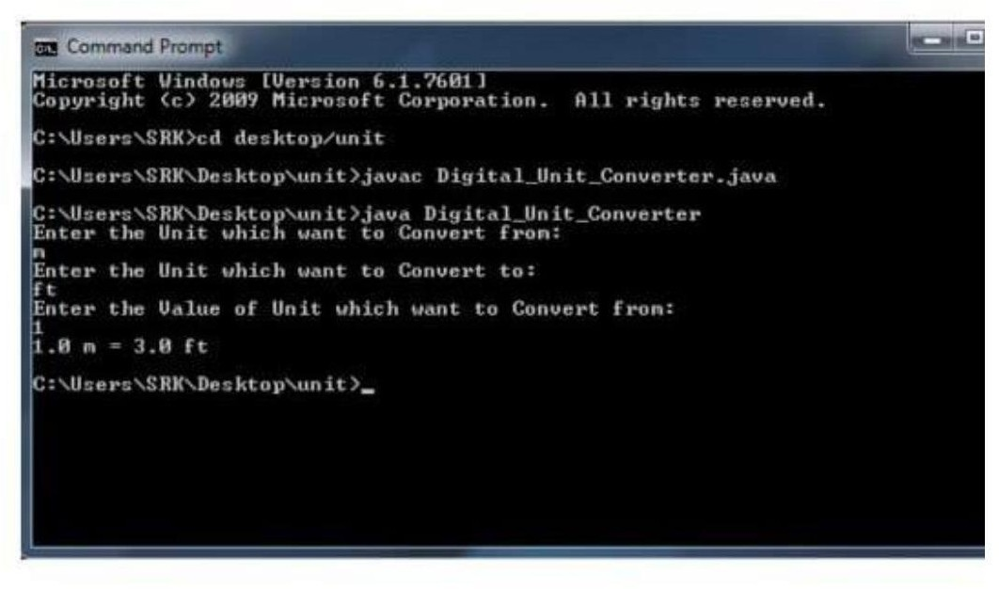 Command Prompt
Microsoft Windows [Version 6.1.7601]
Copyright (c) 2009 Microsoft Corporation.  All rights reserved.
C:\Users\SRK>cd desktop/unit
C:\Users\SRK\Desktop\unit>javac Digital_Unit_Converter.java
C:\Users\SRK\Desktop\unit>java Digital_Unit_Converter
Enter the Unit which want to Convert from:
m
Enter the Unit which want to Convert to:
ft
Enter the Value of Unit which want to Convert from:
1
1.0 m = 3.0 ft
C:\Users\SRK\Desktop\unit>_